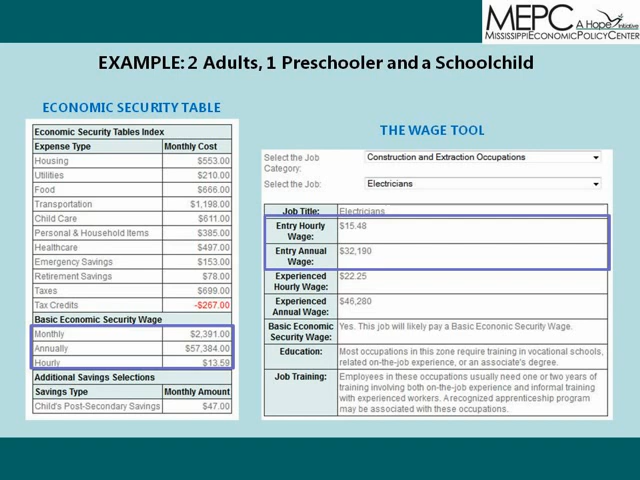 MEPC A Hope Initiative
MISSISSIPPIECONOMICPOLICYCENTER
EXAMPLE: 2 Adults, 1 Preschooler and a Schoolchild
ECONOMIC SECURITY TABLE
Economic Security Tables Index
Expense Type Monthly Cost
Housing $553.00
Utilities $210.00
Food $666.00
Transportation $1,198.00
Child Care $611.00
Personal & Household Items $385.00
Healthcare $497.00
Emergency Savings $153.00
Retirement Savings $78.00
Taxes $699.00
Tax Credits -$267.00
Basic Economic Security Wage
Monthly $2,391.00
Annually $57,384.00
Hourly $13.59
Additional Savings Selections
Savings Type Monthly Amount
Child's Post-Secondary Savings $47.00
THE WAGE TOOL
Select the Job Category: Construction and Extraction Occupations
Select the Job: Electricians
Job Title: Electricians
Entry Hourly Wage: $15.48
Entry Annual Wage: $32,190
Experienced Hourly Wage: $22.25
Experienced Annual Wage: $46,280
Basic Economic Security Wage: Yes. This job will likely pay a Basic Economic Security Wage.
Education: Most occupations in this zone require training in vocational schools,
related on-the-job experience, or an associate's degree.
Job Training: Employees in these occupations usually need one or two years of
training involving both on-the-job experience and informal training
with experienced workers. A recognized apprenticeship program
may be associated with these occupations.